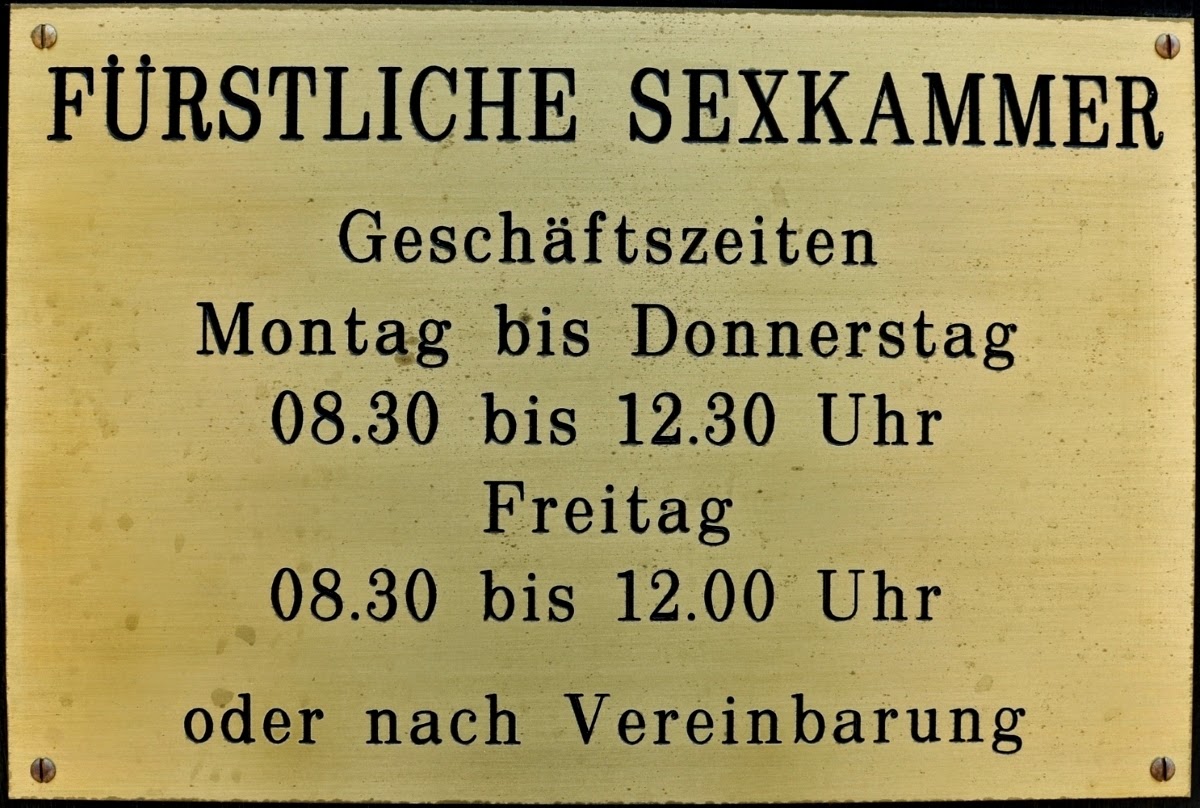 FÜRSTLICHE SEXKAMMER
Geschäftszeiten
Montag bis Donnerstag
08.30 bis 12.30 Uhr
Freitag
08.30 bis 12.00 Uhr
oder nach Vereinbarung